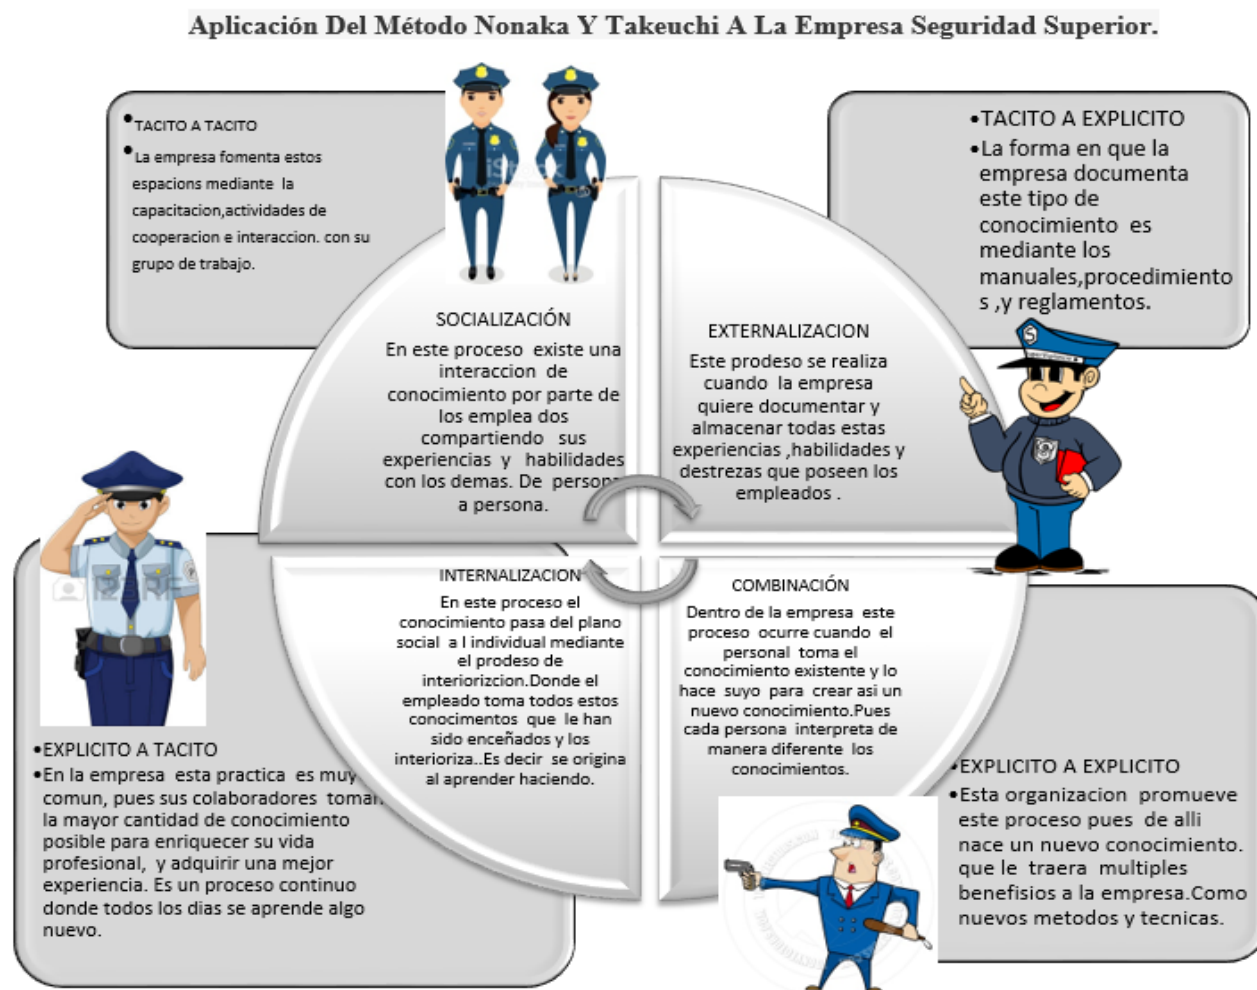 Aplicación Del Método Nonaka Y Takeuchi A La Empresa Seguridad Superior.
•TACITO A TACITO
•La empresa fomenta estos
espacions mediante la
capacitacion,actividades de
cooperacion e interaccion. con su
grupo de trabajo.
•TACITO A EXPLICITO
•La forma en que la
empresa documenta
este tipo de
conocimiento es
mediante los
manuales,procedimiento
s ,y reglamentos.
SOCIALIZACIÓN
En este proceso existe una
interaccion de
conocimiento por parte de
los emplea dos
compartiendo sus
experiencias y habilidades
con los demas. De persona
a persona.
EXTERNALIZACION
Este prodeso se realiza
cuando la empresa
quiere documentar y
almacenar todas estas
experiencias ,habilidades y
destrezas que poseen los
empleados .
INTERNALIZACION
En este proceso el
conocimiento pasa del plano
social a l individual mediante
el prodeso de
interiorizcion.Donde el
empleado toma todos estos
conocimentos que le han
sido enceñados y los
interioriza..Es decir se origina
al aprender haciendo.
COMBINACIÓN
Dentro de la empresa este
proceso ocurre cuando el
personal toma el
conocimiento existente y lo
hace suyo para crear asi un
nuevo conocimiento.Pues
cada persona interpreta de
manera diferente los
conocimientos.
•EXPLICITO A TACITO
•En la empresa esta practica es muy
comun, pues sus colaboradores toman
la mayor cantidad de conocimiento
posible para enriquecer su vida
profesional, y adquirir una mejor
experiencia. Es un proceso continuo
donde todos los dias se aprende algo
nuevo.
•EXPLICITO A EXPLICITO
•Esta organizacion promueve
este proceso pues de alli
nace un nuevo conocimiento.
que le traera multiples
benefisios a la empresa.Como
nuevos metodos y tecnicas.
iStock
123RF
S